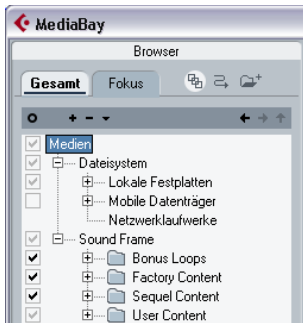 MediaBay
Browser
Gesamt Fokus
Medien
Dateisystem
Lokale Festplatten
Mobile Datenträger
Netzwerklaufwerke
Sound Frame
Bonus Loops
Factory Content
Sequel Content
User Content